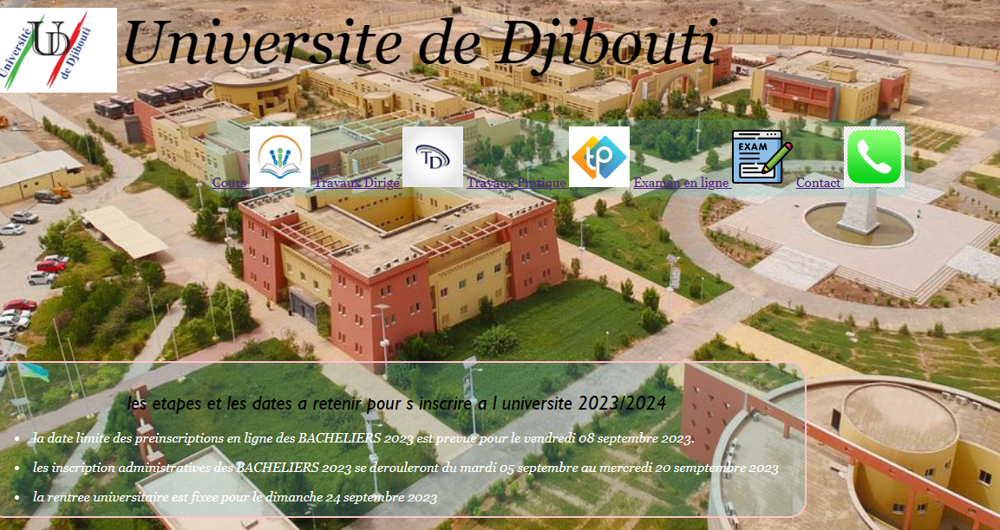 Université UD de Djibouti
Universite de Djibouti
Cours TD Travaux Dirige tp Travaux Pratique EXAM Examen en ligne Contact
les etapes et les dates a retenir pour s inscrire a l universite 2023/2024
la date limite des preinscriptions en ligne des BACHELIERS 2023 est prevue pour le vendredi 08 septembre 2023.
les inscription administratives des BACHELIERS 2023 se derouleront du mardi 05 septembre au mercredi 20 semptembre 2023
la rentree universitaire est fixee pour le dimanche 24 septembre 2023